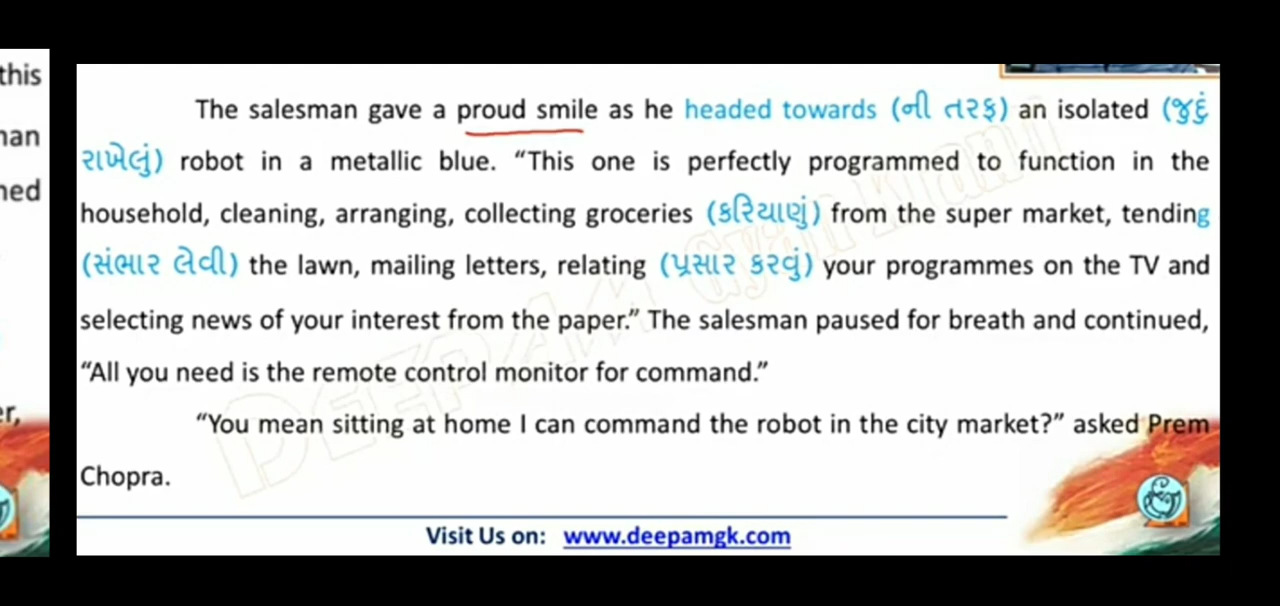 this
The salesman gave a proud smile as he headed towards (ની તરફ) an isolated (જુદું
રાખેલું) robot in a metallic blue. “This one is perfectly programmed to function in the
household, cleaning, arranging, collecting groceries (કરિયાણું) from the super market, tending
(સંભાર લેવી) the lawn, mailing letters, relating (પ્રસાર કરવું) your programmes on the TV and
selecting news of your interest from the paper.” The salesman paused for breath and continued,
“All you need is the remote control monitor for command.”
“You mean sitting at home I can command the robot in the city market?” asked Prem
Chopra.
Visit Us on: www.deepamgk.com
DEEPAM Gyan Kranti